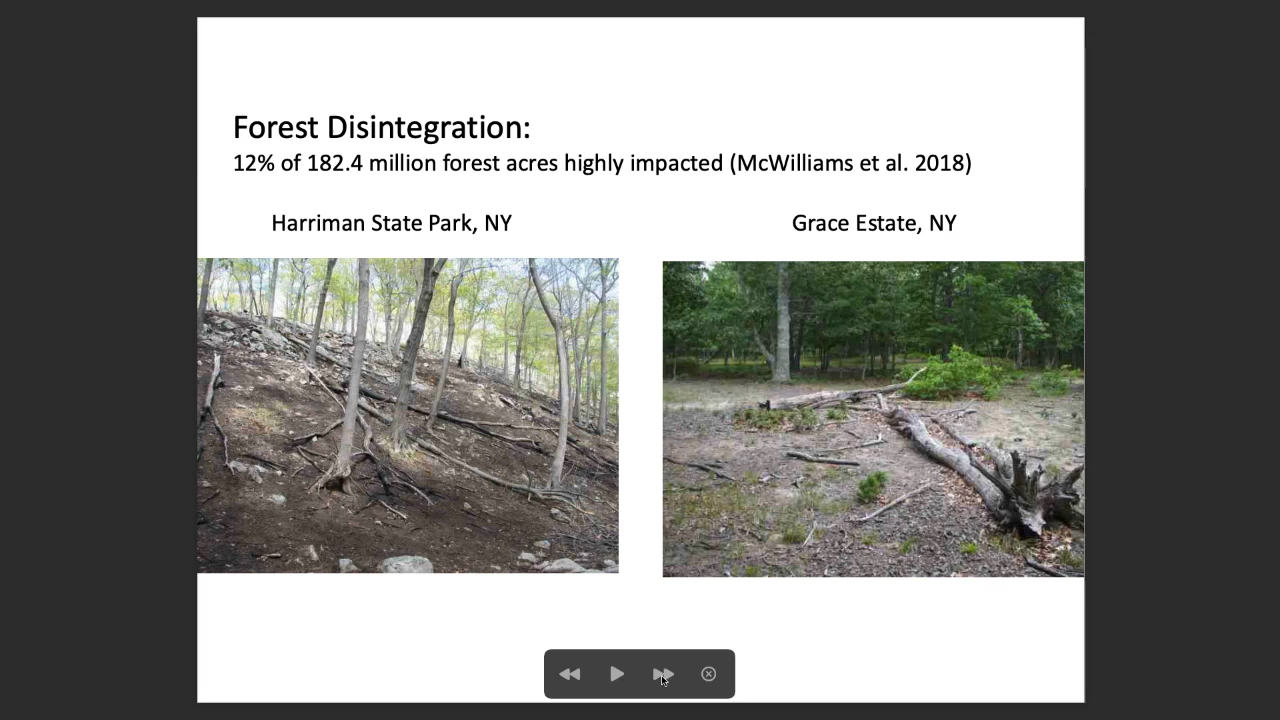 Forest Disintegration:
12% of 182.4 million forest acres highly impacted (McWilliams et al. 2018)
Harriman State Park, NY
Grace Estate, NY